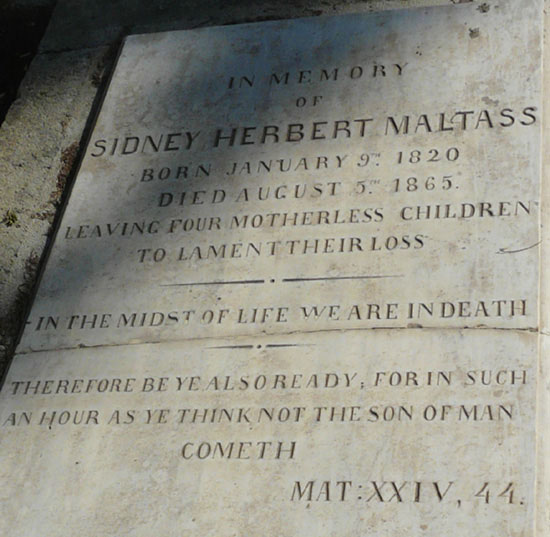 IN MEMORY
OF
SIDNEY HERBERT MALTASS
BORN JANUARY 9TH 1820
DIED AUGUST 5TH 1865.
LEAVING FOUR MOTHERLESS CHILDREN
TO LAMENT THEIR LOSS
IN THE MIDST OF LIFE WE ARE IN DEATH
THEREFORE BE YE ALSO READY; FOR IN SUCH
AN HOUR AS YE THINK NOT THE SON OF MAN
COMETH
MAT: XXIV, 44.